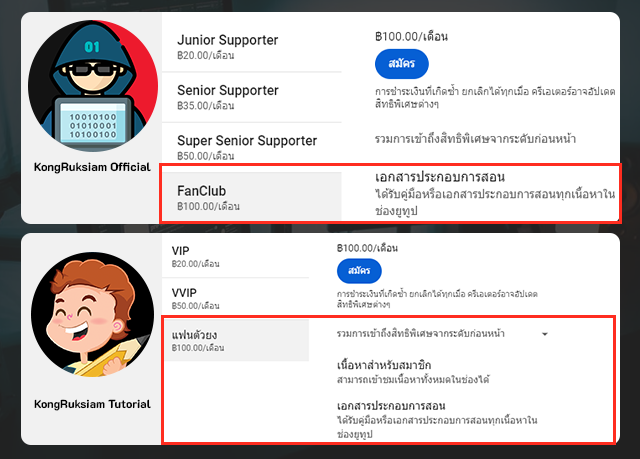 01
10100100
01010001
10100100
KongRuksiam Official
Junior Supporter
฿20.00/เดือน
Senior Supporter
฿35.00/เดือน
Super Senior Supporter
฿50.00/เดือน
FanClub
฿100.00/เดือน
฿100.00/เดือน
สมัคร
การชำระเงินที่เกิดซ้ำ ยกเลิกได้ทุกเมื่อ ครีเอเตอร์อาจอัปเดต
สิทธิพิเศษต่างๆ
รวมการเข้าถึงสิทธิพิเศษจากระดับก่อนหน้า
เอกสารประกอบการสอน
ได้รับคู่มือหรือเอกสารประกอบการสอนทุกเนื้อหาใน
ช่องยูทูป
KongRuksiam Tutorial
VIP
฿20.00/เดือน
VVIP
฿50.00/เดือน
แฟนตัวยง
฿100.00/เดือน
฿100.00/เดือน
สมัคร
การชำระเงินที่เกิดซ้ำ ยกเลิกได้ทุกเมื่อ ครีเอเตอร์อาจอัปเดต
สิทธิพิเศษต่างๆ
รวมการเข้าถึงสิทธิพิเศษจากระดับก่อนหน้า
เนื้อหาสำหรับสมาชิก
สามารถเข้าชมเนื้อหาทั้งหมดในช่องได้
เอกสารประกอบการสอน
ได้รับคู่มือหรือเอกสารประกอบการสอนทุกเนื้อหาใน
ช่องยูทูป